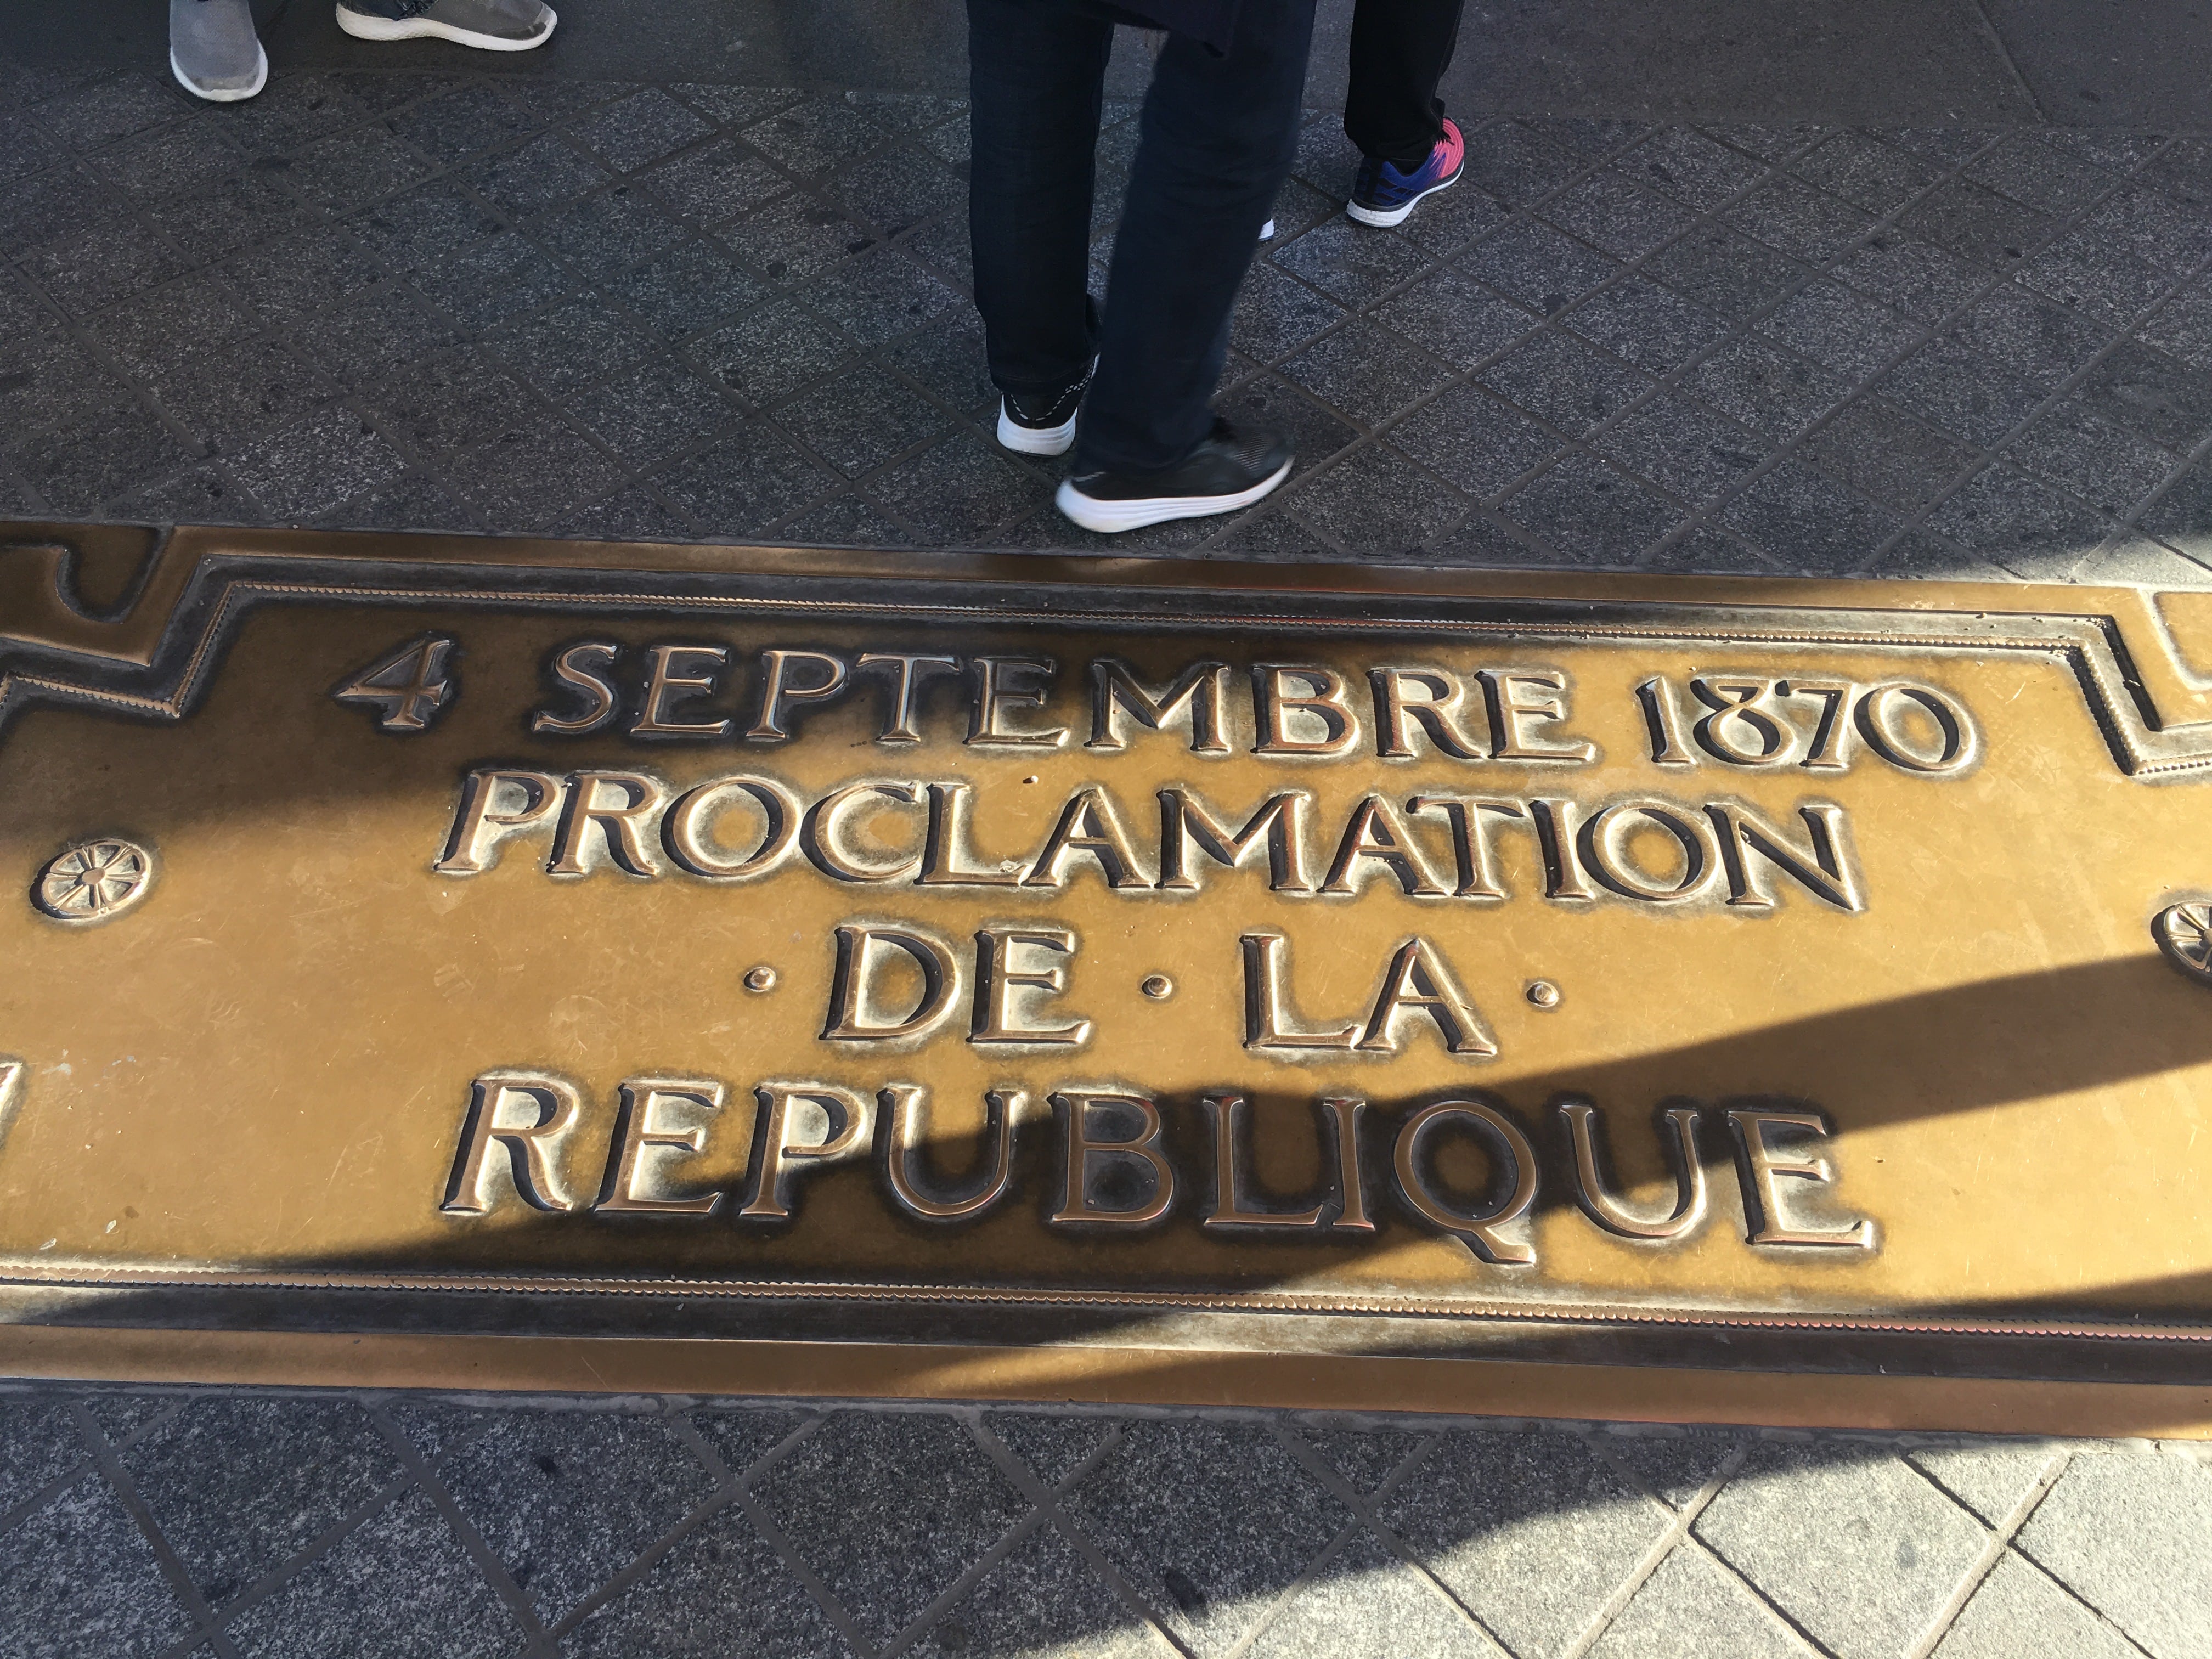 4 SEPTEMBRE 1870
PROCLAMATION
· DE · LA ·
REPUBLIQUE